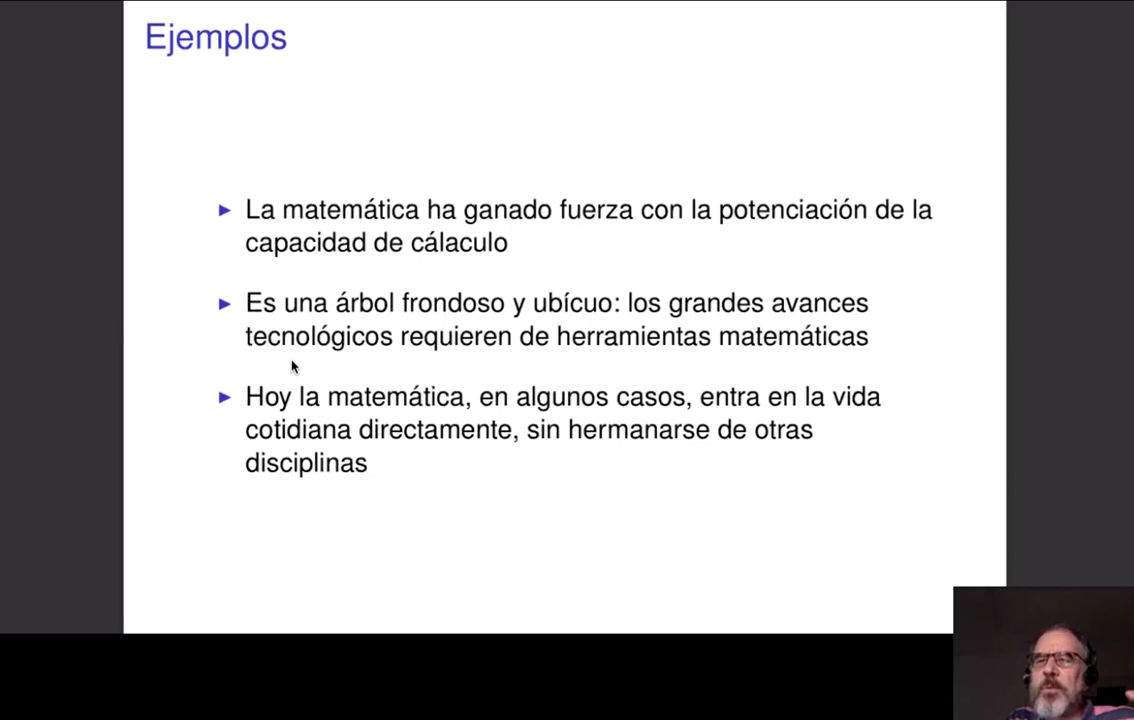 Ejemplos
La matemática ha ganado fuerza con la potenciación de la
capacidad de cálaculo
Es una árbol frondoso y ubícuo: los grandes avances
tecnológicos requieren de herramientas matemáticas
Hoy la matemática, en algunos casos, entra en la vida
cotidiana directamente, sin hermanarse de otras
disciplinas